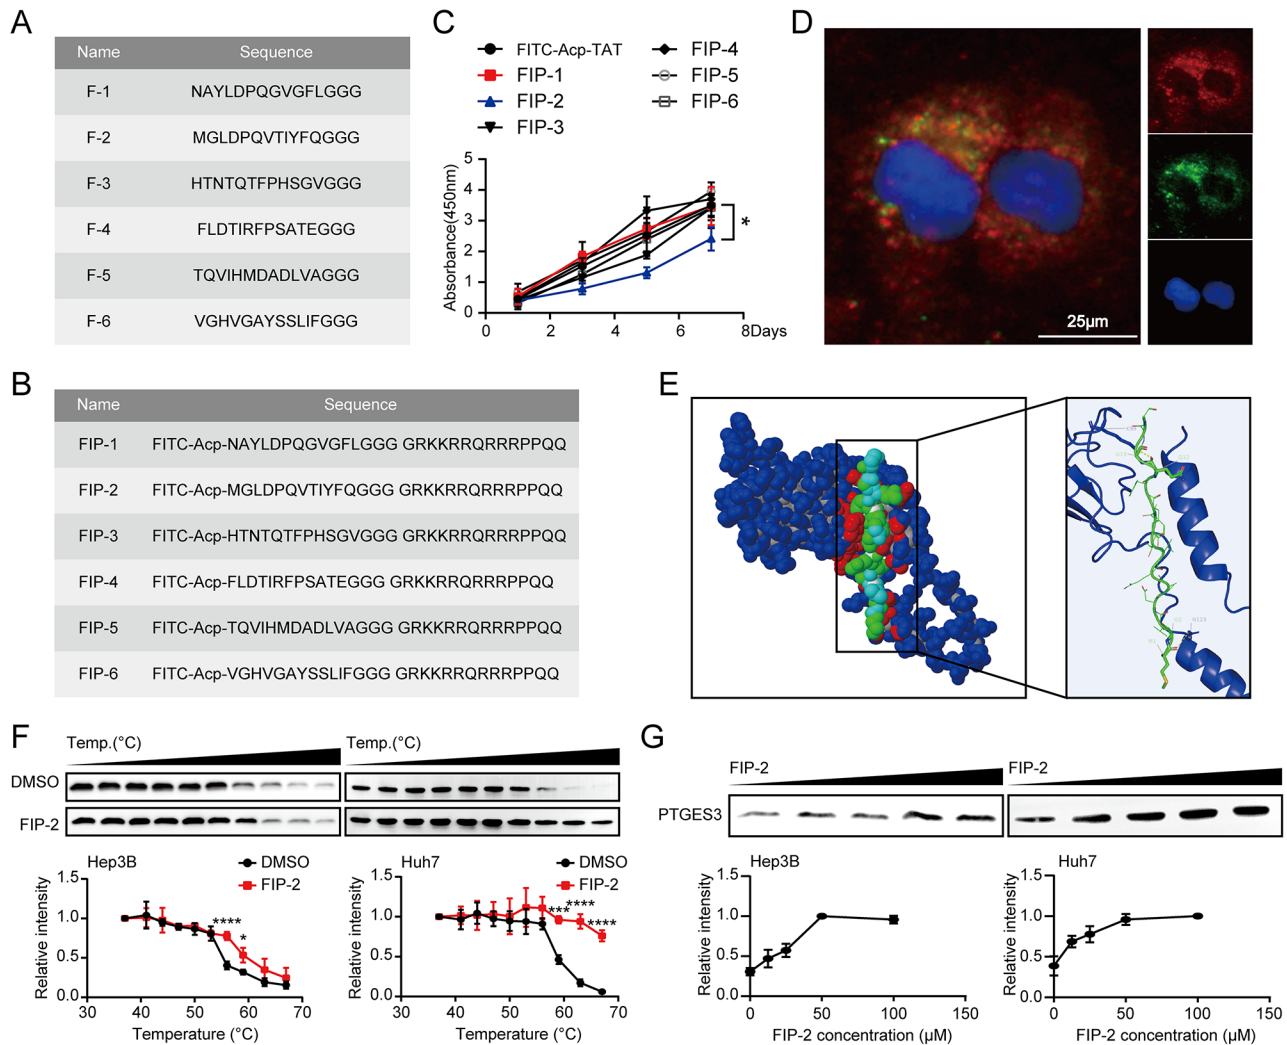 A
Name Sequence
F-1 NAYLDPQGVGFLGGG
F-2 MGLDPQVTIYFQGGG
F-3 HTNTQTFPHSGVGGG
F-4 FLDTIRFPSATEGGG
F-5 TQVIHMDADLVAGGG
F-6 VGHVGAYSSLIFGGG
B
Name Sequence
FIP-1 FITC-Acp-NAYLDPQGVGFLGGG GRKKRRQRRRPPQQ
FIP-2 FITC-Acp-MGLDPQVTIYFQGGG GRKKRRQRRRPPQQ
FIP-3 FITC-Acp-HTNTQTFPHSGVGGG GRKKRRQRRRPPQQ
FIP-4 FITC-Acp-FLDTIRFPSATEGGG GRKKRRQRRRPPQQ
FIP-5 FITC-Acp-TQVIHMDADLVAGGG GRKKRRQRRRPPQQ
FIP-6 FITC-Acp-VGHVGAYSSLIFGGG GRKKRRQRRRPPQQ
C
FITC-Acp-TAT
FIP-1
FIP-2
FIP-3
FIP-4
FIP-5
FIP-6
Absorbance(450nm)
5
4
3
2
1
0
0 2 4 6 8Days
*
D
25μm
E
N129
F
Temp.(°C) Temp.(°C)
DMSO
FIP-2
Hep3B
DMSO
FIP-2
Relative intensity
1.5
1.0
0.5
0.0
**** *
30 40 50 60 70
Temperature (°C)
Huh7
DMSO
FIP-2
Relative intensity
1.5
1.0
0.5
0.0
*** **** ****
30 40 50 60 70
Temperature (°C)
G
FIP-2 FIP-2
PTGES3
Hep3B
Relative intensity
1.5
1.0
0.5
0.0
0 50 100 150
FIP-2 concentration (μM)
Huh7
Relative intensity
1.5
1.0
0.5
0.0
0 50 100 150
FIP-2 concentration (μM)